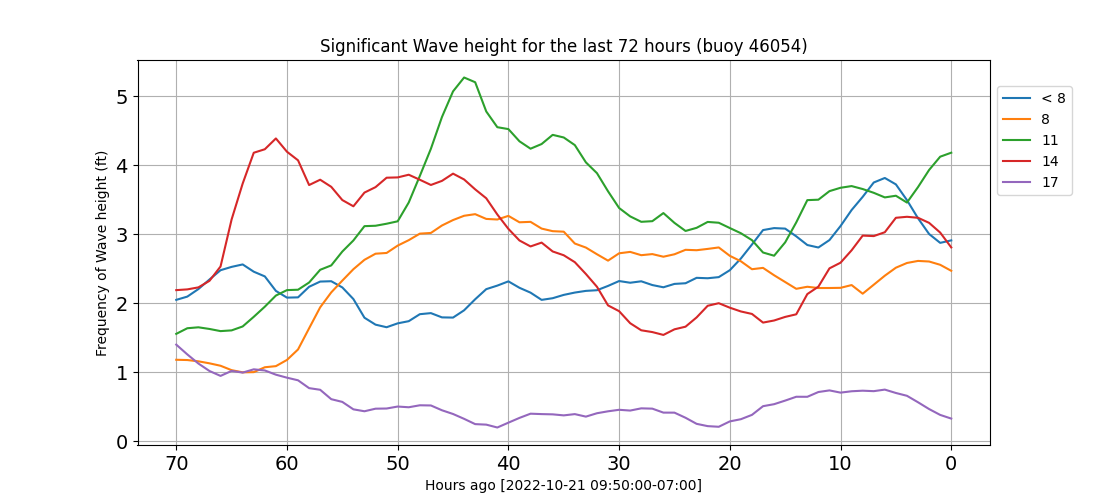 Significant Wave height for the last 72 hours (buoy 46054)
Frequency of Wave height (ft)
5
4
3
2
1
0
70 60 50 40 30 20 10 0
Hours ago [2022-10-21 09:50:00-07:00]
< 8
8
11
14
17